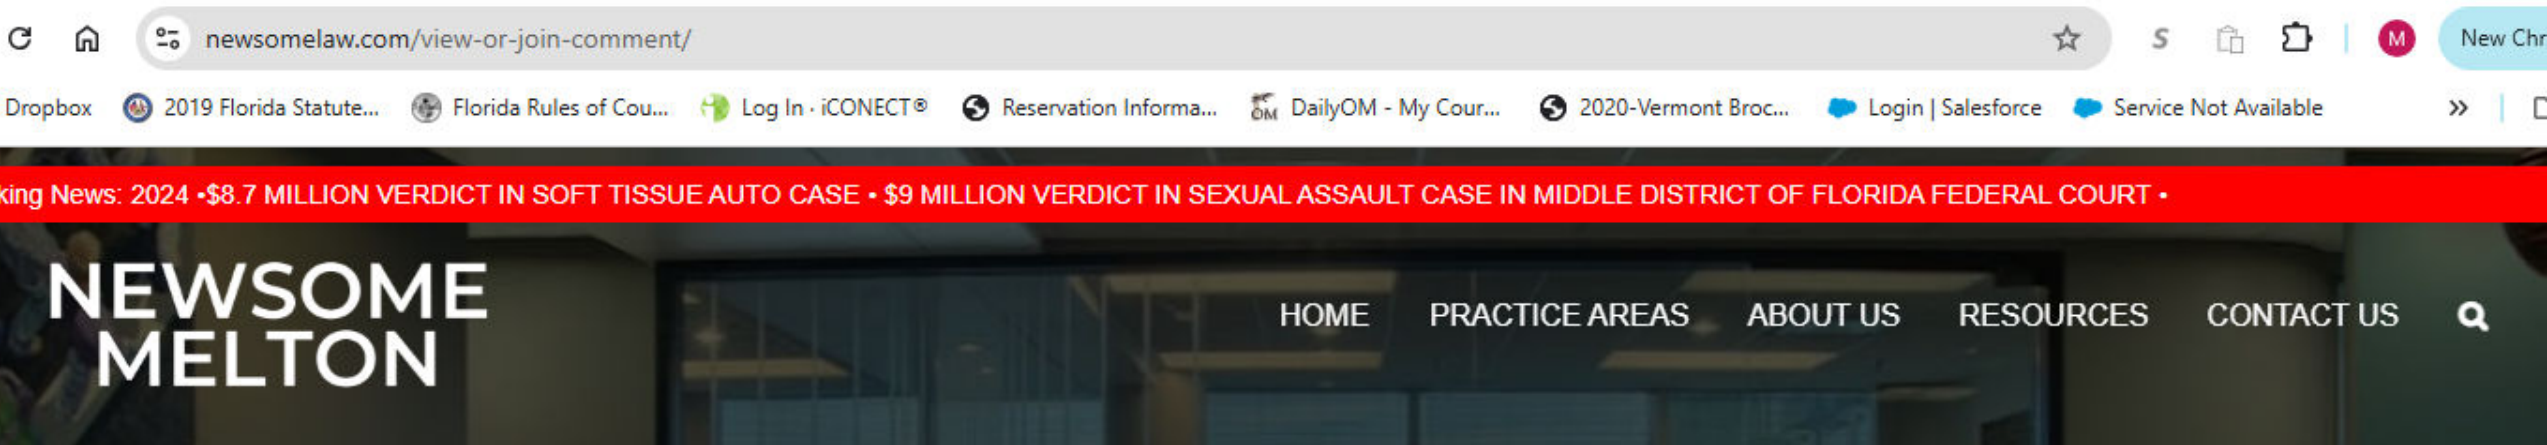 newsomelaw.com/view-or-join-comment/
S
M
New Chr
Dropbox 2019 Florida Statute... Florida Rules of Cou... Log In · iCONECT® Reservation Informa... OM DailyOM - My Cour... 2020-Vermont Broc... Login | Salesforce Service Not Available »
king News: 2024 •$8.7 MILLION VERDICT IN SOFT TISSUE AUTO CASE • $9 MILLION VERDICT IN SEXUAL ASSAULT CASE IN MIDDLE DISTRICT OF FLORIDA FEDERAL COURT •
NEWSOME
MELTON
HOME PRACTICE AREAS ABOUT US RESOURCES CONTACT US